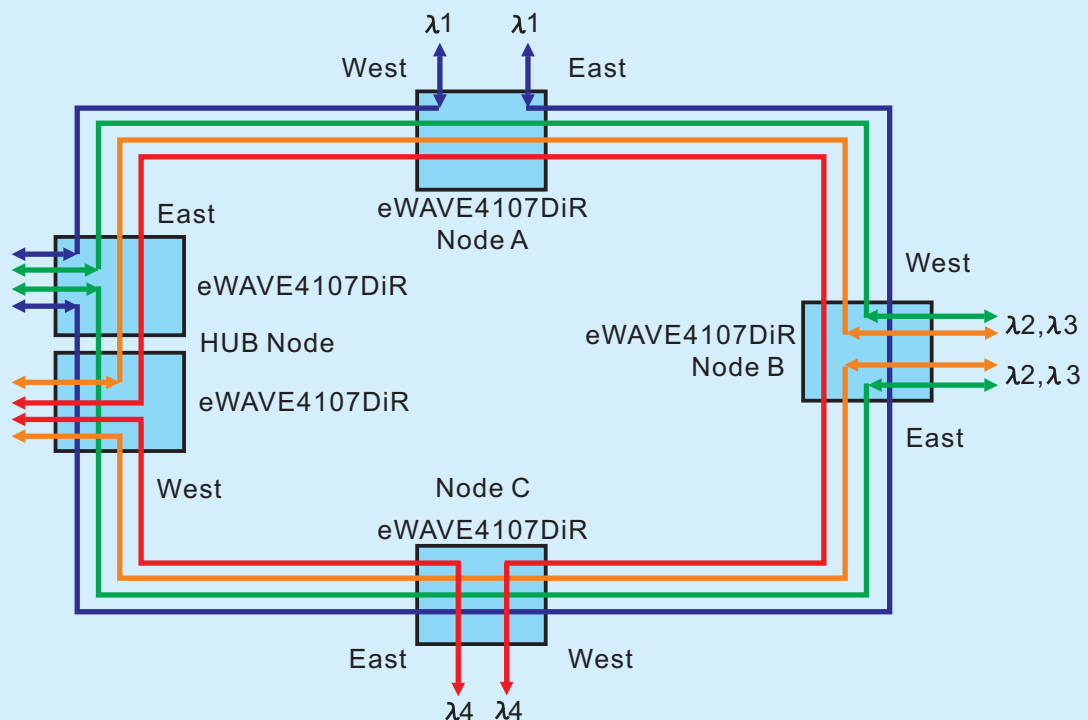 λ1 λ1
West East
eWAVE4107DiR
Node A
East
eWAVE4107DiR
HUB Node
eWAVE4107DiR
West
West
λ2,λ3
eWAVE4107DiR
Node B
λ2,λ3
East
Node C
eWAVE4107DiR
East West
λ4 λ4